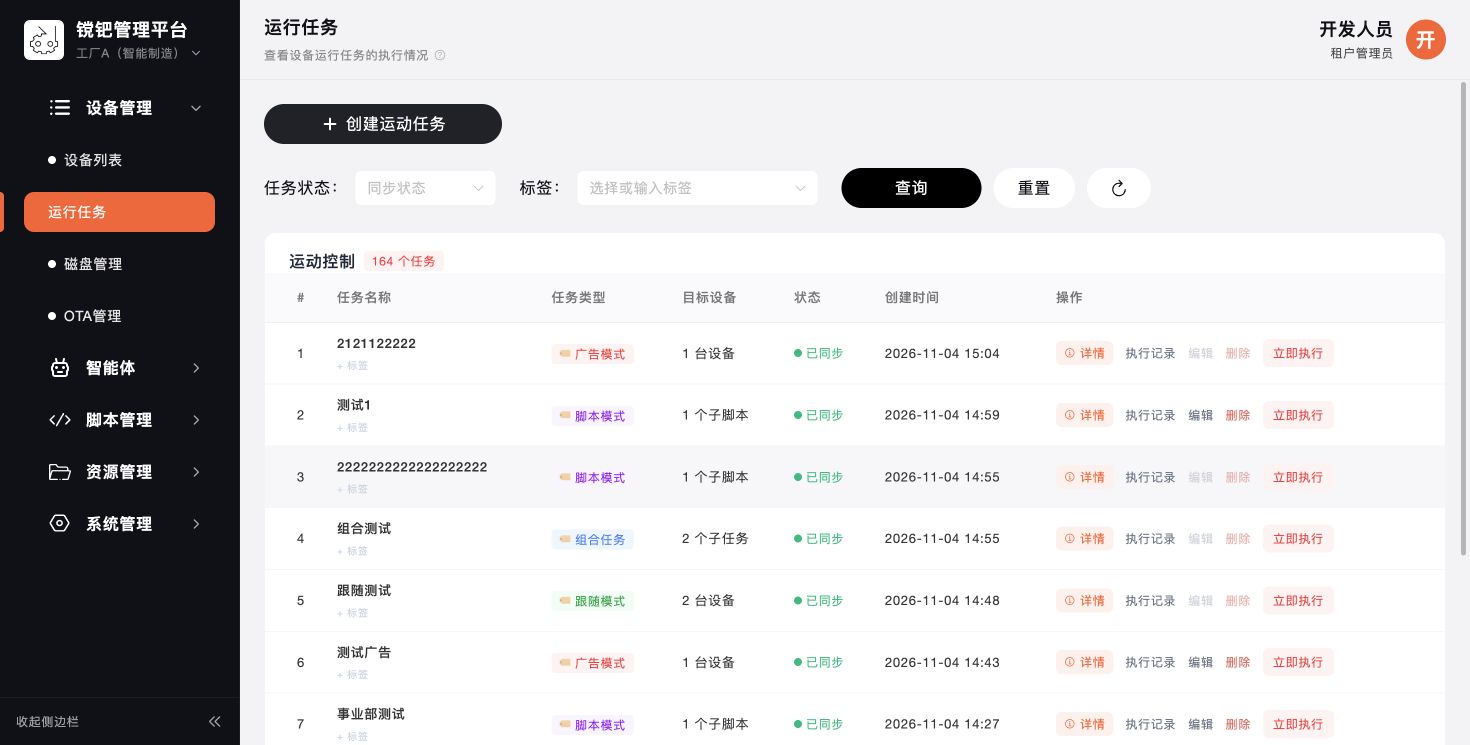 镋钯管理平台
工厂A（智能制造）
设备管理
设备列表
运行任务
磁盘管理
OTA管理
智能体
脚本管理
资源管理
系统管理
收起侧边栏
运行任务
查看设备运行任务的执行情况
开发人员
租户管理员
开
+ 创建运动任务
任务状态： 同步状态 标签： 选择或输入标签 查询 重置
运动控制 164 个任务
# 任务名称 任务类型 目标设备 状态 创建时间 操作
1 2121122222 + 标签 广告模式 1 台设备 已同步 2026-11-04 15:04 详情 执行记录 编辑 删除 立即执行
2 测试1 + 标签 脚本模式 1 个子脚本 已同步 2026-11-04 14:59 详情 执行记录 编辑 删除 立即执行
3 2222222222222222222 + 标签 脚本模式 1 个子脚本 已同步 2026-11-04 14:55 详情 执行记录 编辑 删除 立即执行
4 组合测试 + 标签 组合任务 2 个子任务 已同步 2026-11-04 14:55 详情 执行记录 编辑 删除 立即执行
5 跟随测试 + 标签 跟随模式 2 台设备 已同步 2026-11-04 14:48 详情 执行记录 编辑 删除 立即执行
6 测试广告 + 标签 广告模式 1 台设备 已同步 2026-11-04 14:43 详情 执行记录 编辑 删除 立即执行
7 事业部测试 + 标签 脚本模式 1 个子脚本 已同步 2026-11-04 14:27 详情 执行记录 编辑 删除 立即执行